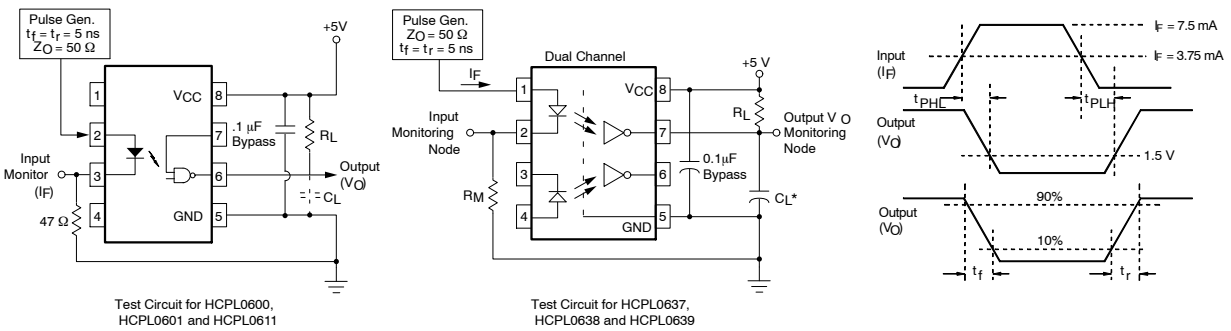 Pulse Gen.
tf = tr = 5 ns
ZO = 50 Ω
+5V
1
VCC
8
2
7
.1 μF
Bypass
RL
Input
Monitor
(IF)
3
6
Output
(VO)
CL
4
GND
5
47 Ω
Test Circuit for HCPL0600,
HCPL0601 and HCPL0611
Pulse Gen.
ZO = 50 Ω
tf = tr = 5 ns
Dual Channel
IF
+5 V
1
VCC
8
RL
Input
Monitoring
Node
2
7
Output VO
Monitoring
Node
3
6
0.1μF
Bypass
RM
CL*
4
GND
5
Test Circuit for HCPL0637,
HCPL0638 and HCPL0639
Input
(IF)
IF = 7.5 mA
IF = 3.75 mA
tPHL
tPLH
Output
(VO)
1.5 V
Output
(VO)
90%
10%
tf
tr